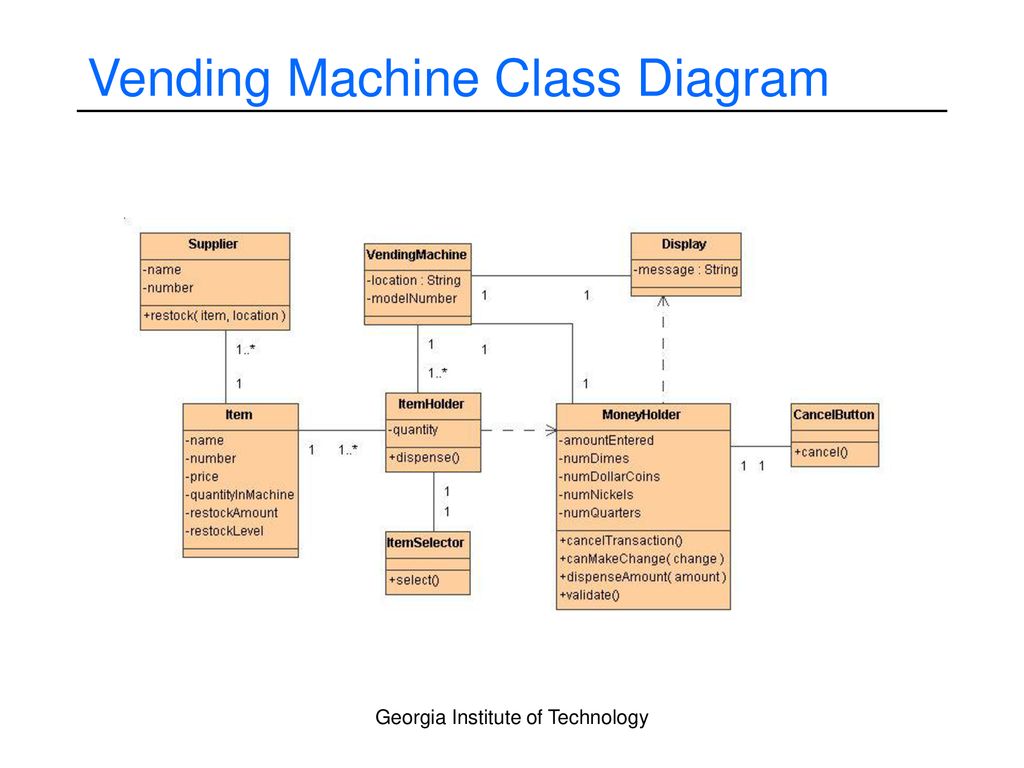 Vending Machine Class Diagram
Supplier
-name
-number
+restock( item, location )
VendingMachine
-location : String
-modelNumber
Display
-message : String
1
1
1..*
1
1
1..*
1
1
Item
-name
-number
-price
-quantityInMachine
-restockAmount
-restockLevel
1
1..*
ItemHolder
-quantity
+dispense()
1
1
ItemSelector
+select()
MoneyHolder
-amountEntered
-numDimes
-numDollarCoins
-numNickels
-numQuarters
+cancelTransaction()
+canMakeChange( change )
+dispenseAmount( amount )
+validate()
1
1
CancelButton
+cancel()
Georgia Institute of Technology